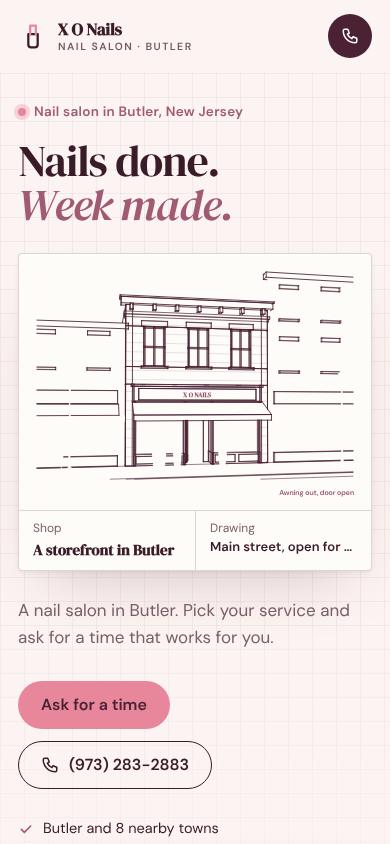 X O Nails
NAIL SALON · BUTLER
Nail salon in Butler, New Jersey
Nails done.
Week made.
X O NAILS
Awning out, door open
Shop
A storefront in Butler
Drawing
Main street, open for ...
A nail salon in Butler. Pick your service and
ask for a time that works for you.
Ask for a time
(973) 283-2883
Butler and 8 nearby towns